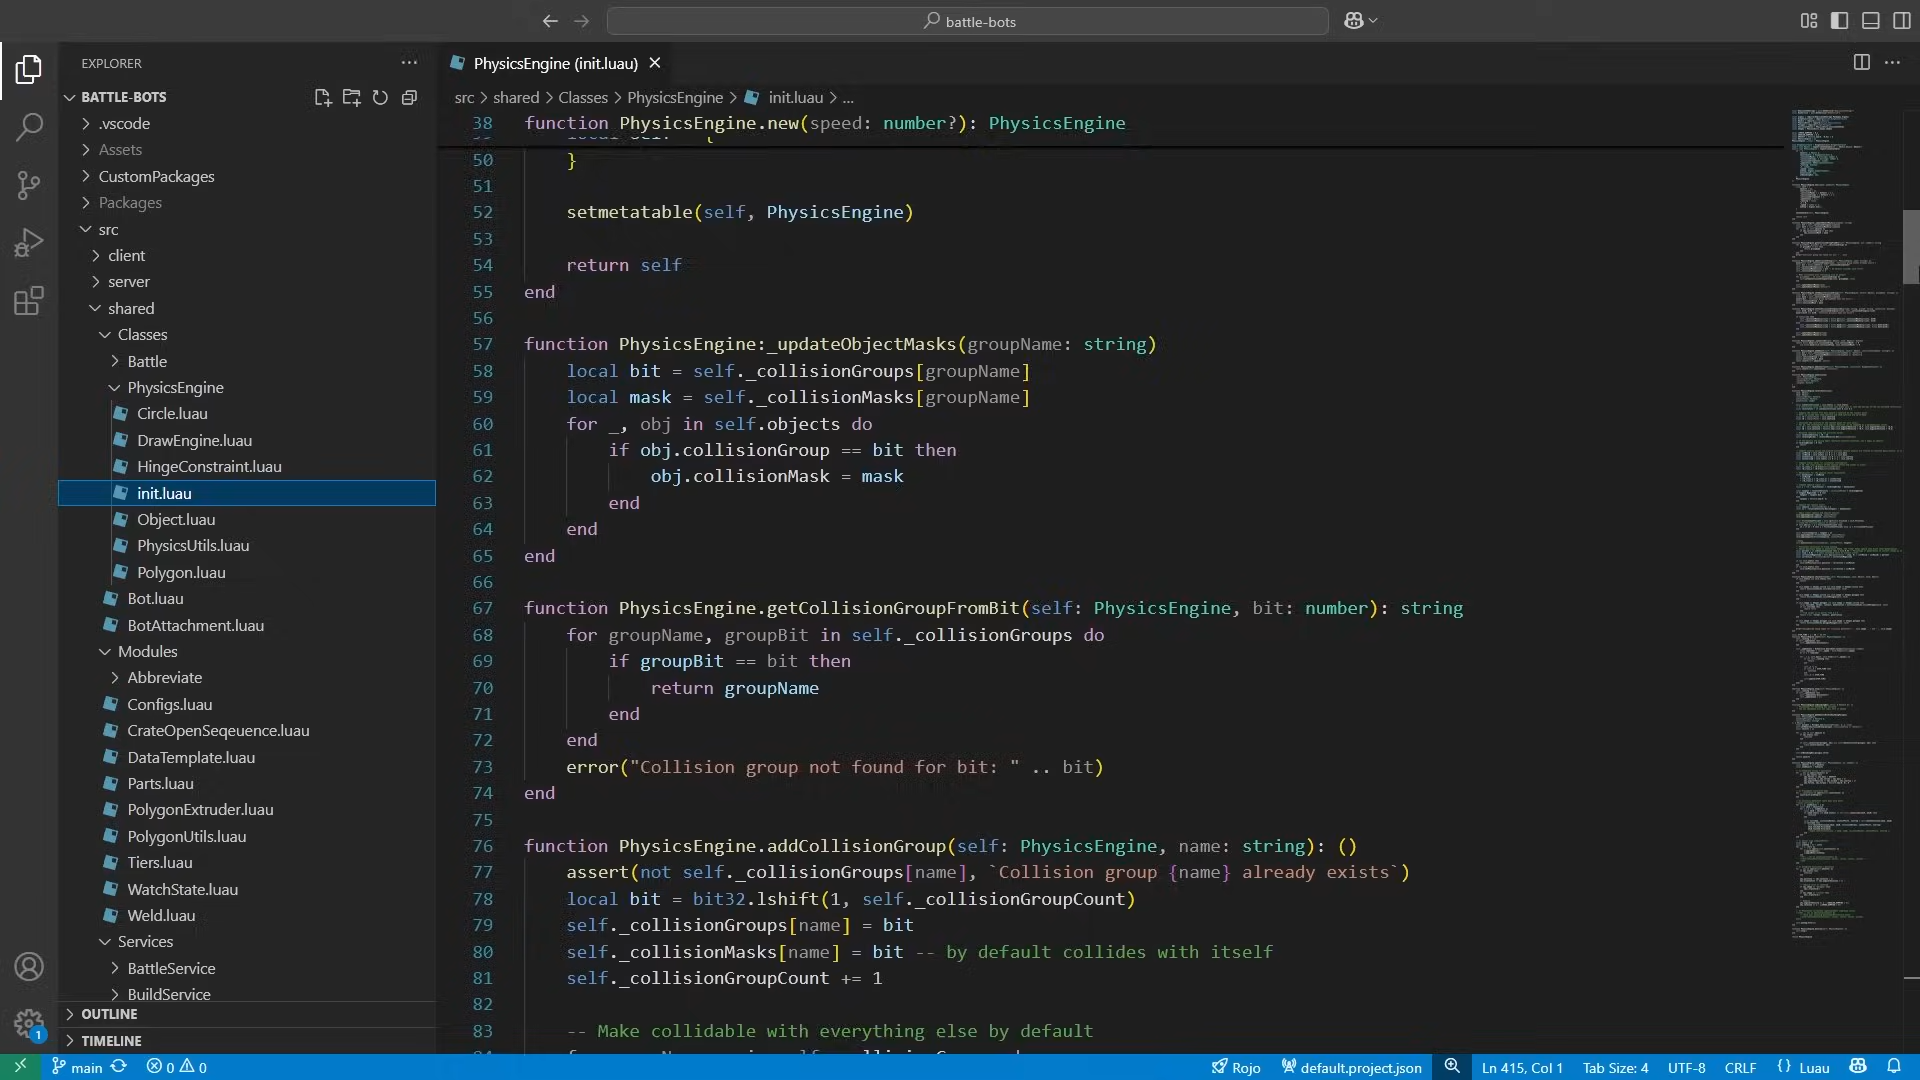 battle-bots
EXPLORER
BATTLE-BOTS
.vscode
Assets
CustomPackages
Packages
src
client
server
shared
Classes
Battle
PhysicsEngine
Circle.luau
DrawEngine.luau
HingeConstraint.luau
init.luau
Object.luau
PhysicsUtils.luau
Polygon.luau
Bot.luau
BotAttachment.luau
Modules
Abbreviate
Configs.luau
CrateOpenSeqeuence.luau
DataTemplate.luau
Parts.luau
PolygonExtruder.luau
PolygonUtils.luau
Tiers.luau
WatchState.luau
Weld.luau
Services
BattleService
BuildService
OUTLINE
TIMELINE
1
PhysicsEngine (init.luau)
src > shared > Classes > PhysicsEngine > init.luau > ...
38 function PhysicsEngine.new(speed: number?): PhysicsEngine
50 }
51
52 setmetatable(self, PhysicsEngine)
53
54 return self
55 end
56
57 function PhysicsEngine:_updateObjectMasks(groupName: string)
58 local bit = self._collisionGroups[groupName]
59 local mask = self._collisionMasks[groupName]
60 for _, obj in self.objects do
61 if obj.collisionGroup == bit then
62 obj.collisionMask = mask
63 end
64 end
65 end
66
67 function PhysicsEngine.getCollisionGroupFromBit(self: PhysicsEngine, bit: number): string
68 for groupName, groupBit in self._collisionGroups do
69 if groupBit == bit then
70 return groupName
71 end
72 end
73 error("Collision group not found for bit: " .. bit)
74 end
75
76 function PhysicsEngine.addCollisionGroup(self: PhysicsEngine, name: string): ()
77 assert(not self._collisionGroups[name], `Collision group {name} already exists`)
78 local bit = bit32.lshift(1, self._collisionGroupCount)
79 self._collisionGroups[name] = bit
80 self._collisionMasks[name] = bit -- by default collides with itself
81 self._collisionGroupCount += 1
82
83 -- Make collidable with everything else by default
main 0 0 Rojo default.project.json Ln 415, Col 1 Tab Size: 4 UTF-8 CRLF {} Luau